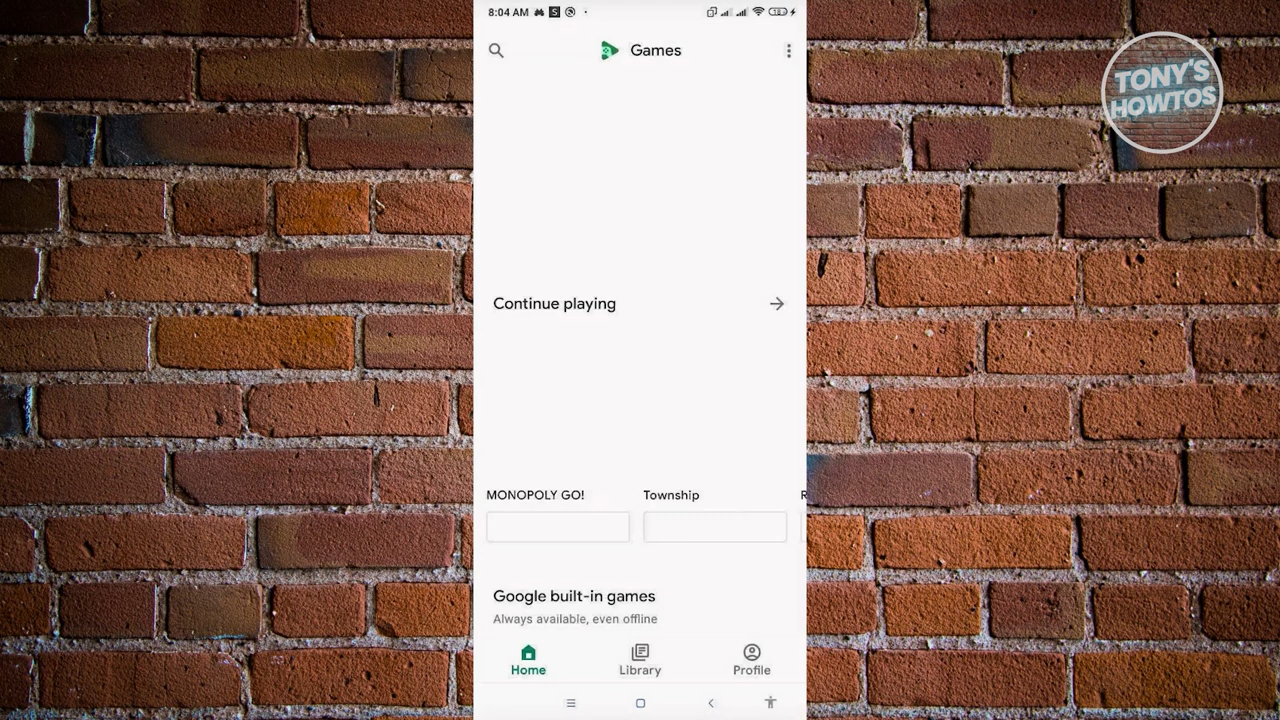 8:04 AM
Games
TONY'S
HOWTOS
Continue playing
MONOPOLY GO!
Township
Google built-in games
Always available, even offline
Home
Library
Profile